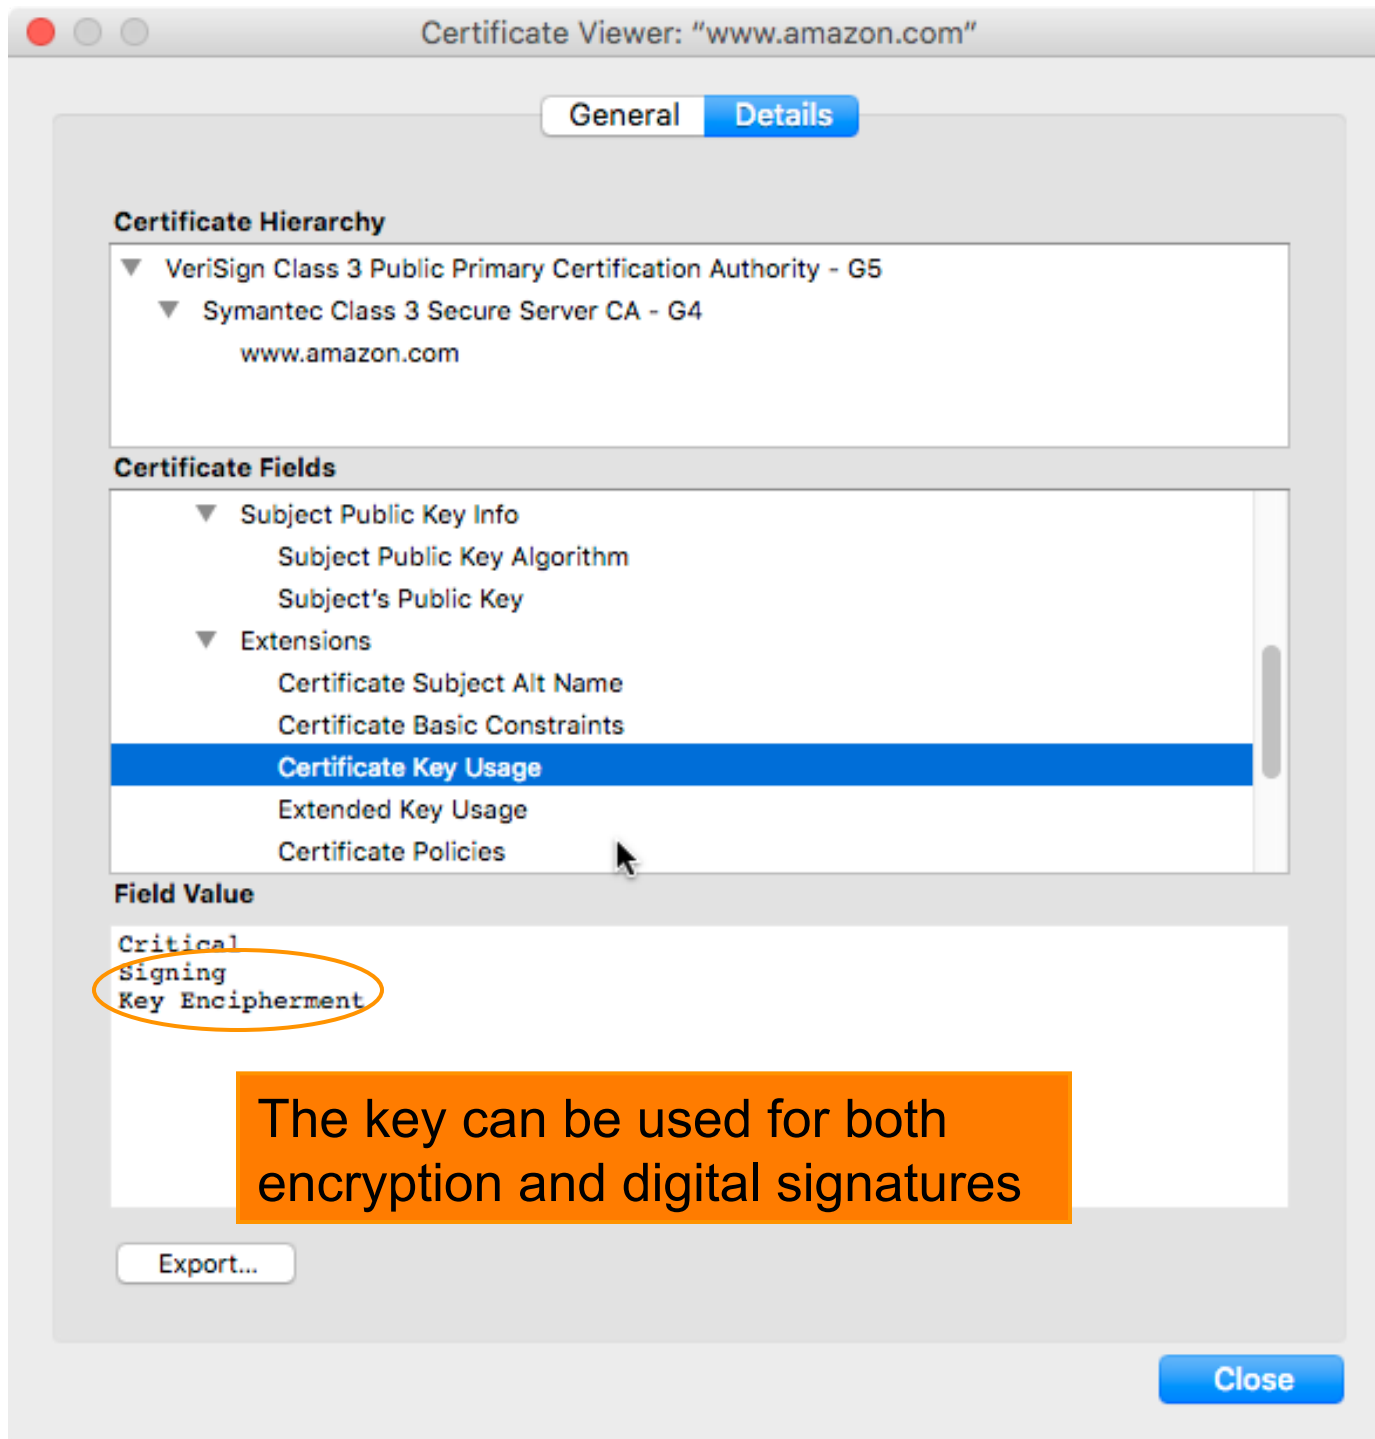 Certificate Viewer: “www.amazon.com”
General Details
Certificate Hierarchy
VeriSign Class 3 Public Primary Certification Authority - G5
Symantec Class 3 Secure Server CA - G4
www.amazon.com
Certificate Fields
Subject Public Key Info
Subject Public Key Algorithm
Subject’s Public Key
Extensions
Certificate Subject Alt Name
Certificate Basic Constraints
Certificate Key Usage
Extended Key Usage
Certificate Policies
Field Value
Critical
Signing
Key Encipherment
The key can be used for both
encryption and digital signatures
Export...
Close